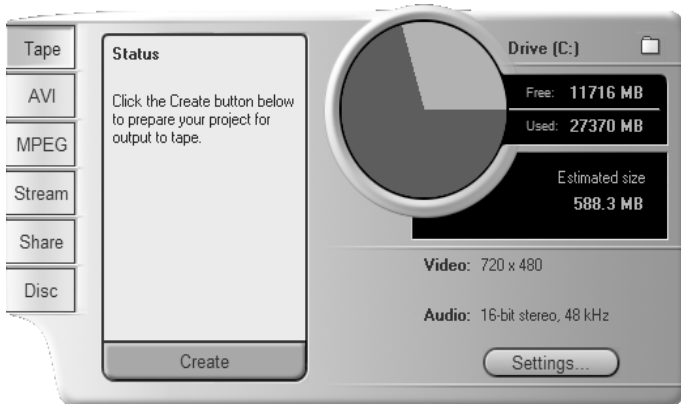 Tape
AVI
MPEG
Stream
Share
Disc
Status
Click the Create button below
to prepare your project for
output to tape.
Create
Drive (C:)
Free: 11716 MB
Used: 27370 MB
Estimated size
588.3 MB
Video: 720 x 480
Audio: 16-bit stereo, 48 kHz
Settings...